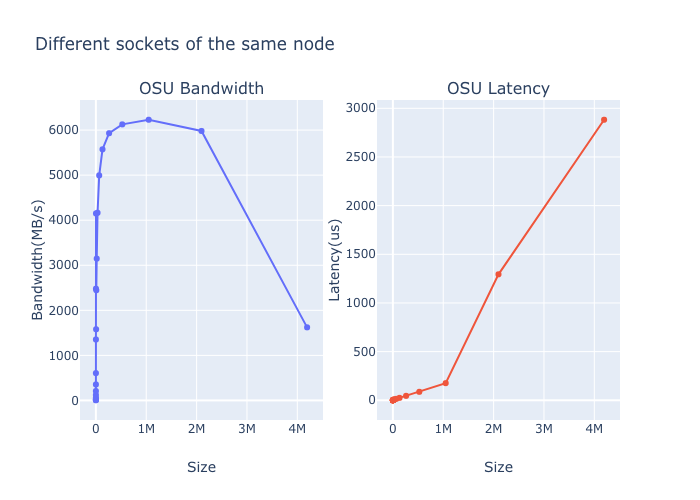 Different sockets of the same node
OSU Bandwidth
OSU Latency
Bandwidth(MB/s)
6000
5000
4000
3000
2000
1000
0
0 1M 2M 3M 4M
Size
Latency(us)
3000
2500
2000
1500
1000
500
0
0 1M 2M 3M 4M
Size